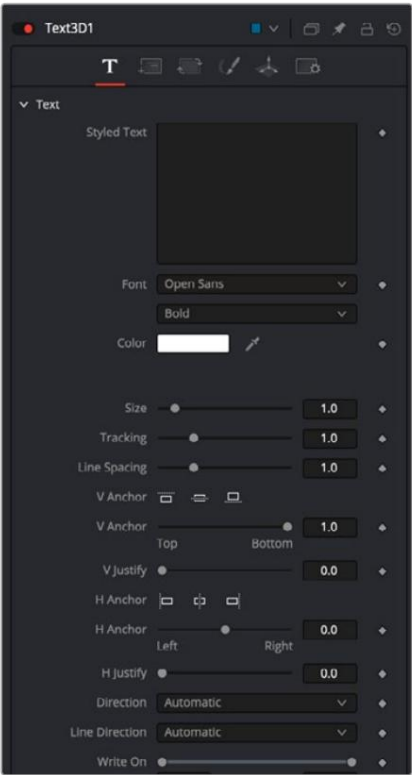 Text3D1
T
Text
Styled Text
Font Open Sans
Bold
Color
Size 1.0
Tracking 1.0
Line Spacing 1.0
V Anchor
V Anchor 1.0
Top Bottom
V Justify 0.0
H Anchor
H Anchor 0.0
Left Right
H Justify 0.0
Direction Automatic
Line Direction Automatic
Write On